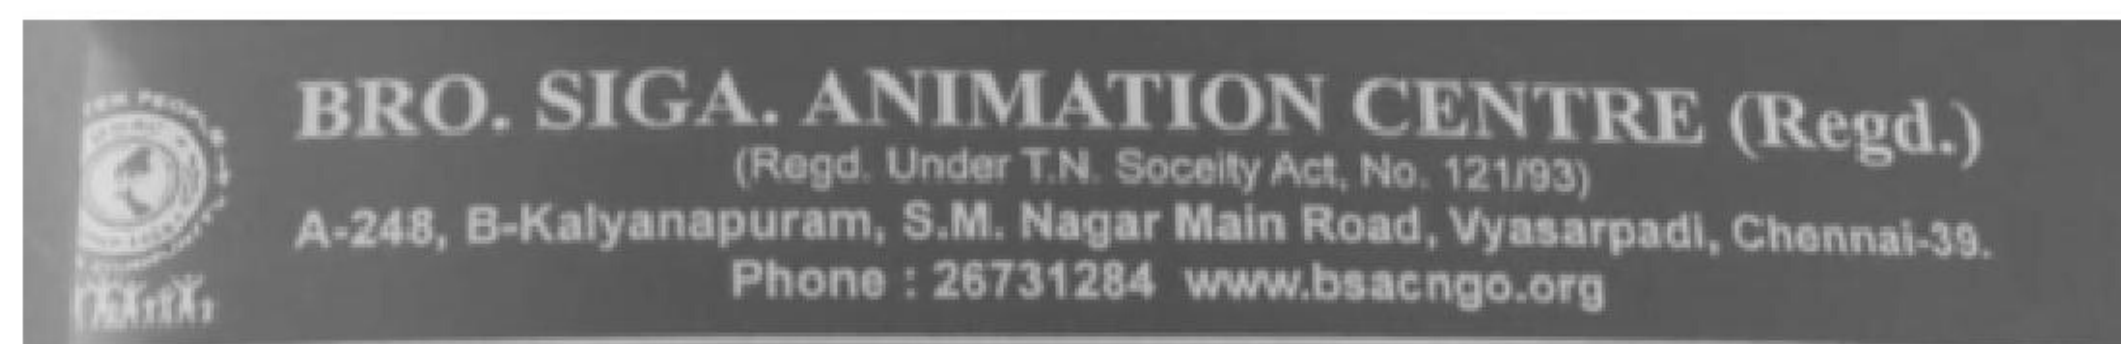 BRO. SIGA. ANIMATION CENTRE (Regd.)
(Regd. Under T.N. Soceity Act, No. 121/93)
A-248, B-Kalyanapuram, S.M. Nagar Main Road, Vyasarpadi, Chennai-39.
Phone : 26731284 www.bsacngo.org